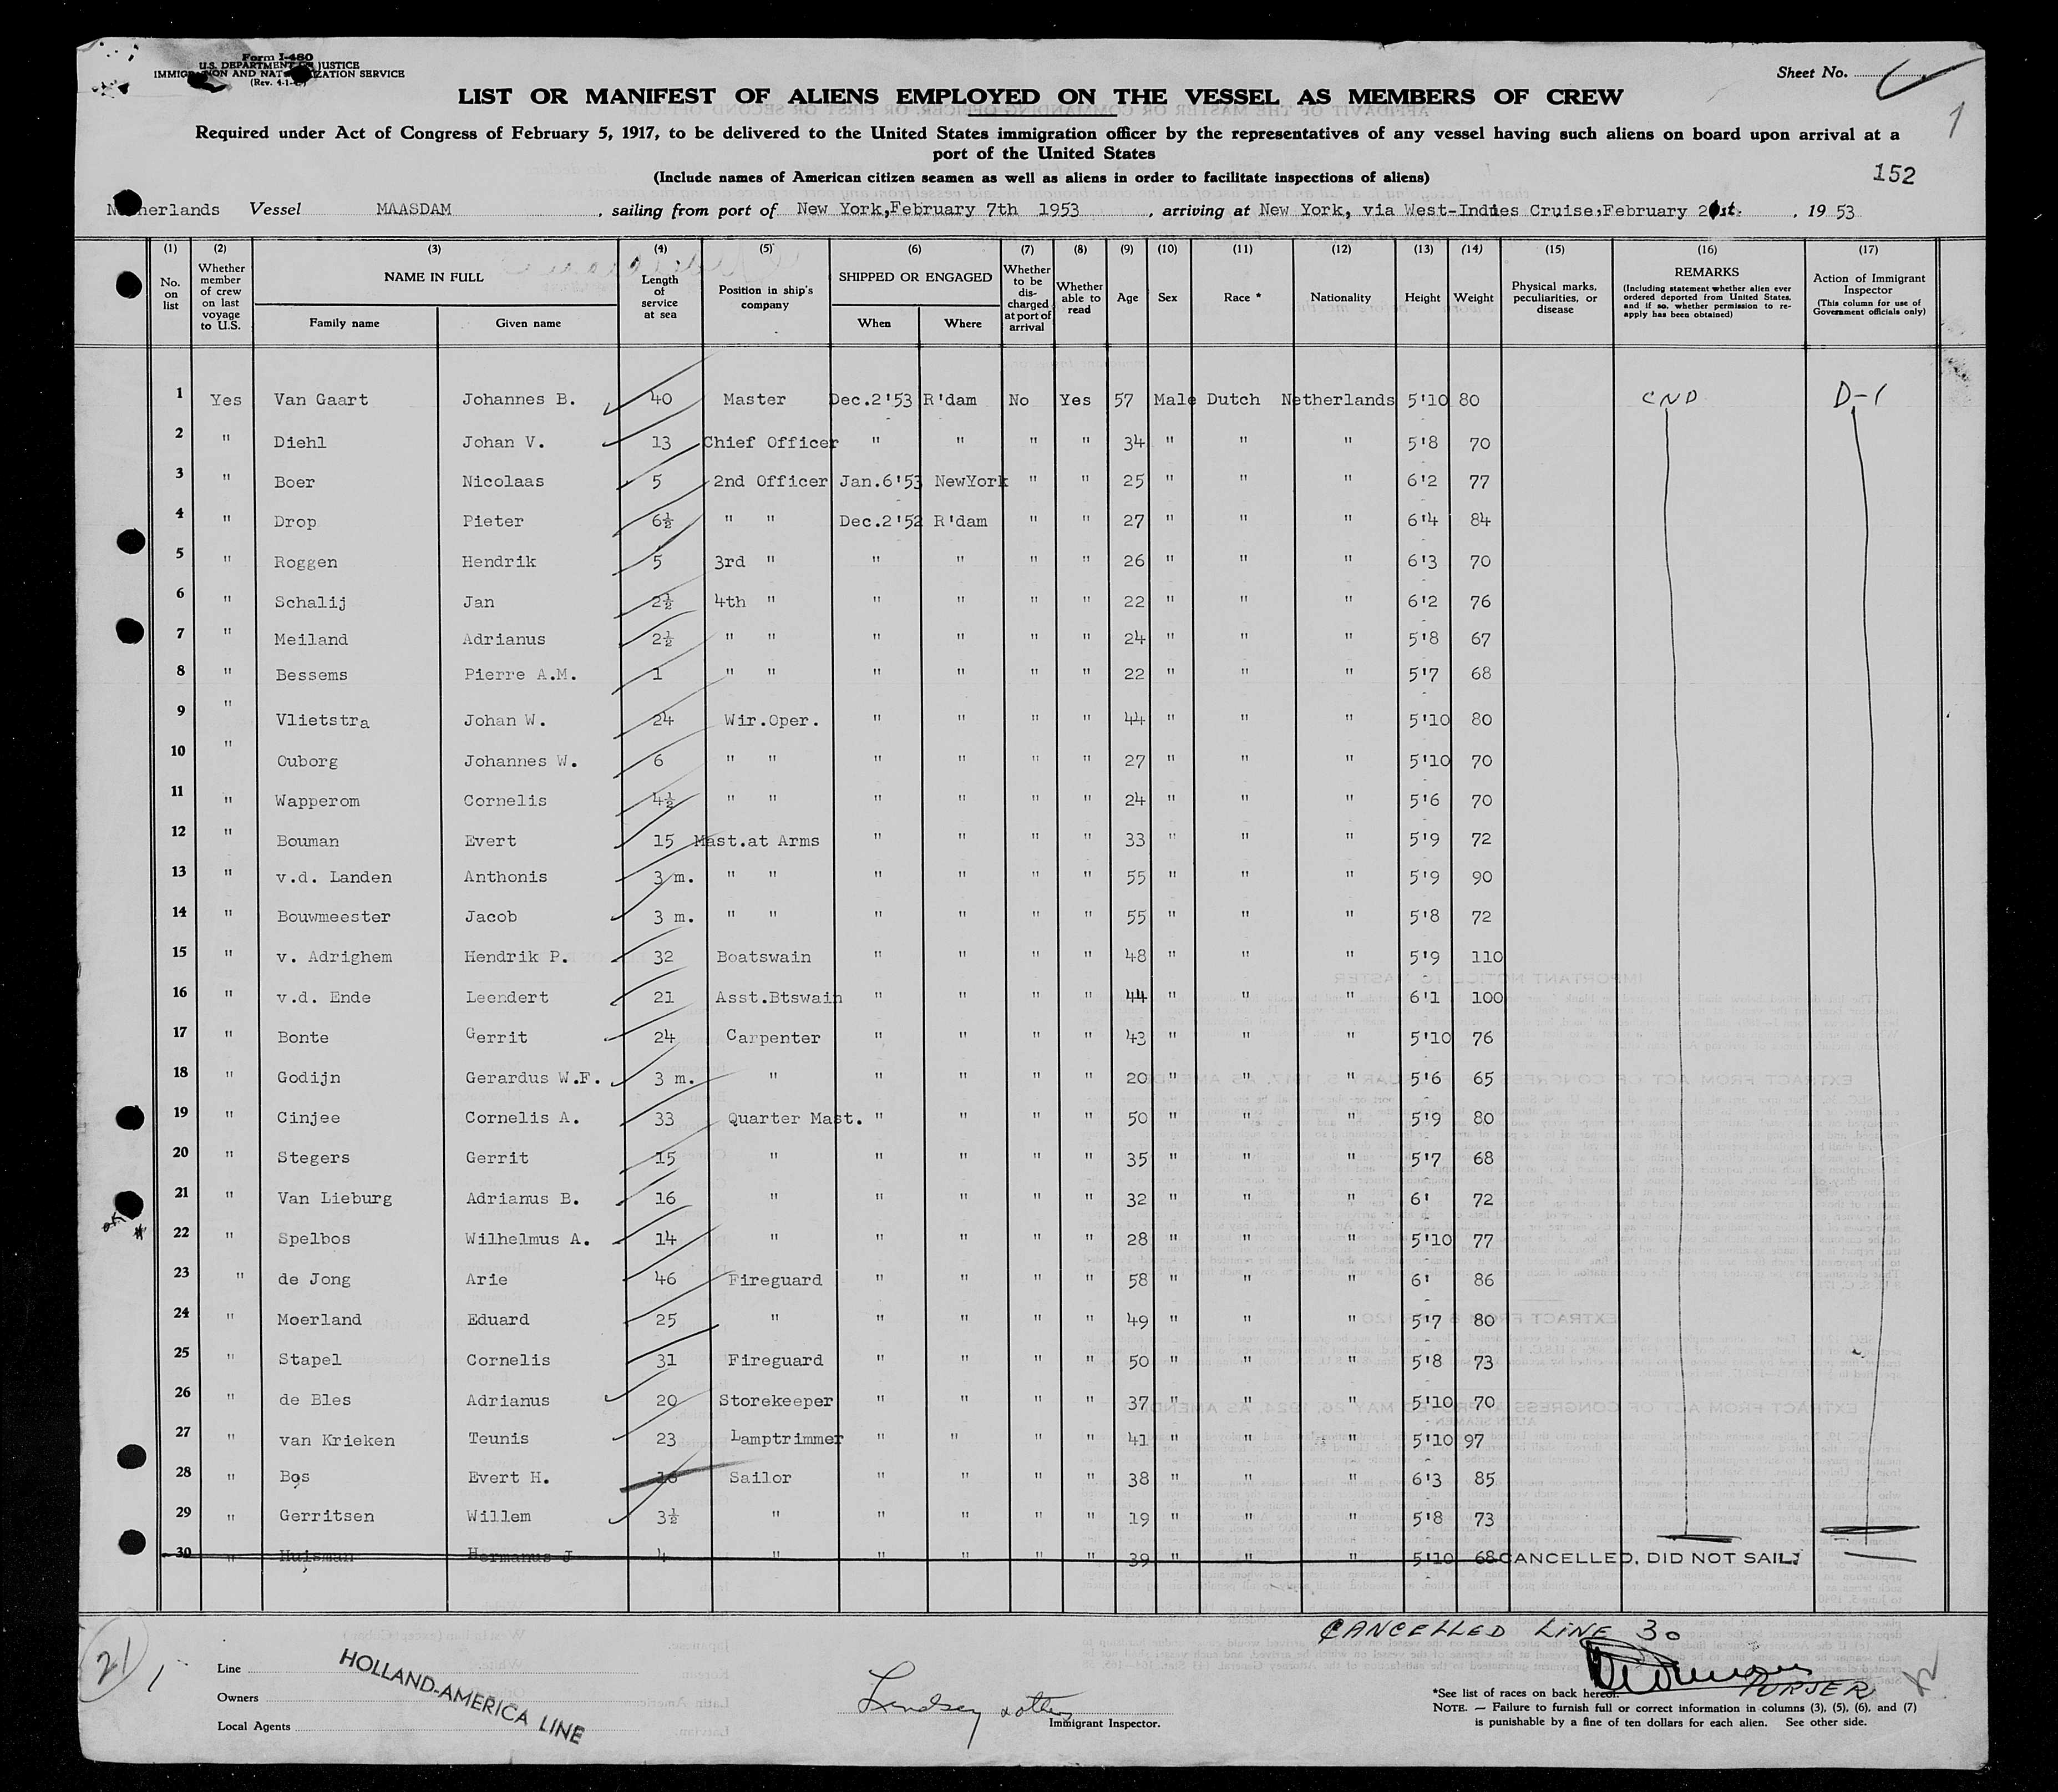 Form I-480
U.S. DEPARTMENT OF JUSTICE
IMMIGRATION AND NATURALIZATION SERVICE
(Rev. 4-1-
Sheet No.
1
LIST OR MANIFEST OF ALIENS EMPLOYED ON THE VESSEL AS MEMBERS OF CREW
Required under Act of Congress of February 5, 1917, to be delivered to the United States immigration officer by the representatives of any vessel having such aliens on board upon arrival at a
port of the United States
(Include names of American citizen seamen as well as aliens in order to facilitate inspections of aliens)
152
Netherlands Vessel MAASDAM , sailing from port of New York,February 7th 1953 , arriving at New York, via West-Indies Cruise,February 21st. , 19 53
(1) (2) (3) (4) (5) (6) (7) (8) (9) (10) (11) (12) (13) (14) (15) (16) (17)
No. on list
Whether member of crew on last voyage to U.S.
NAME IN FULL
Family name Given name
Length of service at sea
Position in ship's company
SHIPPED OR ENGAGED
When Where
Whether to be discharged at port of arrival
Whether able to read
Age Sex Race * Nationality Height Weight
Physical marks, peculiarities, or disease
REMARKS
(Including statement whether alien ever ordered deported from United States, and if so, whether permission to reapply has been obtained)
Action of Immigrant Inspector
(This column for use of Government officials only)
1 Yes Van Gaart Johannes B. 40 Master Dec.2'53 R'dam No Yes 57 Male Dutch Netherlands 5'10 80 CND D-1
2 " Diehl Johan V. 13 Chief Officer " " " " 34 " " " 5'8 70
3 " Boer Nicolaas 5 2nd Officer Jan.6'53 NewYork " " 25 " " " 6'2 77
4 " Drop Pieter 6½ " " Dec.2'52 R'dam " " 27 " " " 6'4 84
5 " Roggen Hendrik 5 3rd " " " " " 26 " " " 6'3 70
6 " Schalij Jan 2½ 4th " " " " " 22 " " " 6'2 76
7 " Meiland Adrianus 2½ " " " " " " 24 " " " 5'8 67
8 " Bessems Pierre A.M. 1 " " " " " " 22 " " " 5'7 68
9 " Vlietstra Johan W. 24 Wir.Oper. " " " " 44 " " " 5'10 80
10 " Ouborg Johannes W. 6 " " " " " " 27 " " " 5'10 70
11 " Wapperom Cornelis 4½ " " " " " " 24 " " " 5'6 70
12 " Bouman Evert 15 Mast.at Arms " " " " 33 " " " 5'9 72
13 " v.d. Landen Anthonis 3 m. " " " " " " 55 " " " 5'9 90
14 " Bouwmeester Jacob 3 m. " " " " " " 55 " " " 5'8 72
15 " v. Adrighem Hendrik P. 32 Boatswain " " " " 48 " " " 5'9 110
16 " v.d. Ende Leendert 21 Asst.Btswain " " " " 44 " " " 6'1 100
17 " Bonte Gerrit 24 Carpenter " " " " 43 " " " 5'10 76
18 " Godijn Gerardus W.F. 3 m. " " " " " 20 " " " 5'6 65
19 " Cinjee Cornelis A. 33 Quarter Mast. " " " " 50 " " " 5'9 80
20 " Stegers Gerrit 15 " " " " " 35 " " " 5'7 68
21 " Van Lieburg Adrianus B. 16 " " " " " 32 " " " 6' 72
22 " Spelbos Wilhelmus A. 14 " " " " " 28 " " " 5'10 77
23 " de Jong Arie 46 Fireguard " " " " 58 " " " 6' 86
24 " Moerland Eduard 25 " " " " " 49 " " " 5'7 80
25 " Stapel Cornelis 31 Fireguard " " " " 50 " " " 5'8 73
26 " de Bles Adrianus 20 Storekeeper " " " " 37 " " " 5'10 70
27 " van Krieken Teunis 23 Lamptrimmer " " " " 41 " " " 5'10 97
28 " Bos Evert H. 18 Sailor " " " " 38 " " " 6'3 85
29 " Gerritsen Willem 3½ " " " " " 19 " " " 5'8 73
30 " Huisman Hermanus J 4 " " " " " 39 " " " 5'10 68 CANCELLED, DID NOT SAIL.
CANCELLED LINE 30
21
Line
Owners
Local Agents
HOLLAND-AMERICA LINE
Lindsey & others
Immigrant Inspector.
PURSER
*See list of races on back hereof.
NOTE. — Failure to furnish full or correct information in columns (3), (5), (6), and (7)
is punishable by a fine of ten dollars for each alien. See other side.